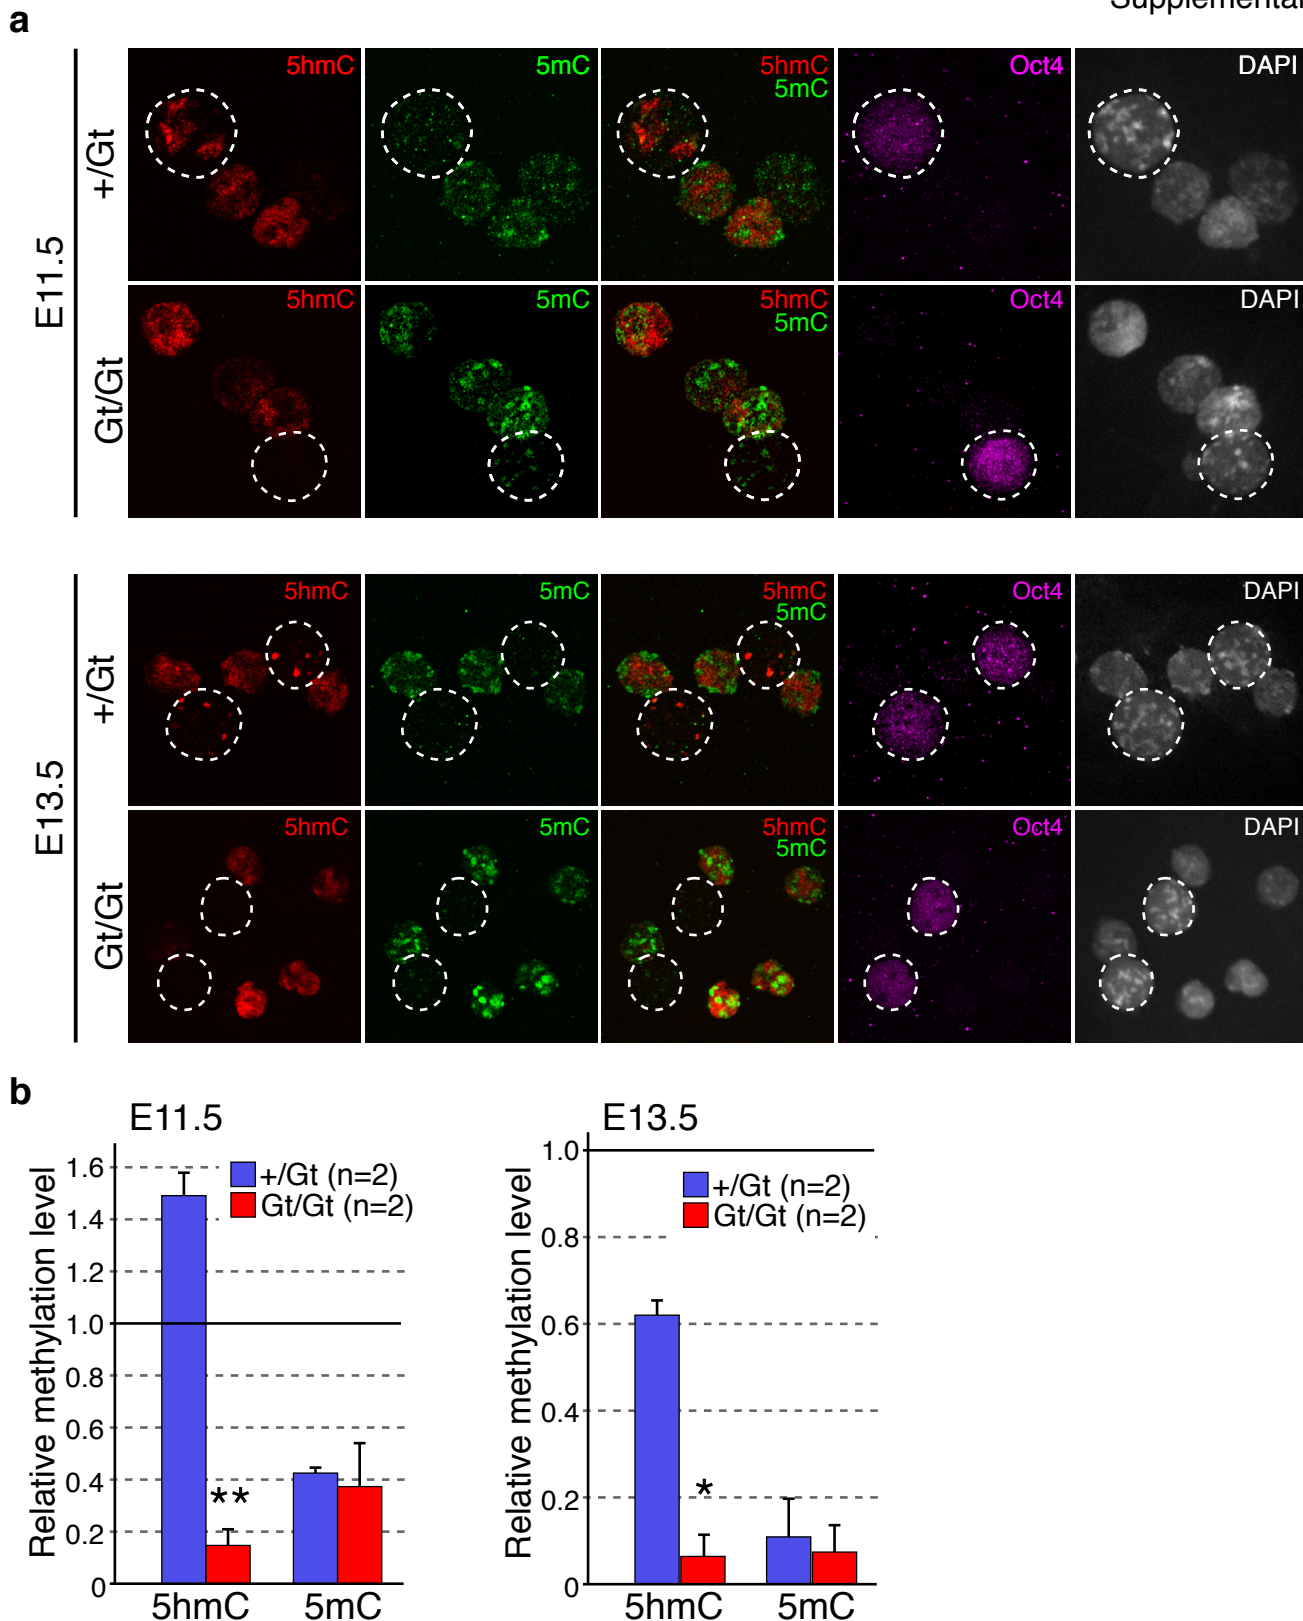 Supplemental
a
E11.5
+/Gt
5hmC
5mC
5hmC
5mC
Oct4
DAPI
Gt/Gt
5hmC
5mC
5hmC
5mC
Oct4
DAPI
E13.5
+/Gt
5hmC
5mC
5hmC
5mC
Oct4
DAPI
Gt/Gt
5hmC
5mC
5hmC
5mC
Oct4
DAPI
b
E11.5
Relative methylation level
1.6
1.4
1.2
1.0
0.8
0.6
0.4
0.2
0
+/Gt (n=2)
Gt/Gt (n=2)
**
5hmC
5mC
E13.5
Relative methylation level
1.0
0.8
0.6
0.4
0.2
0
+/Gt (n=2)
Gt/Gt (n=2)
*
5hmC
5mC